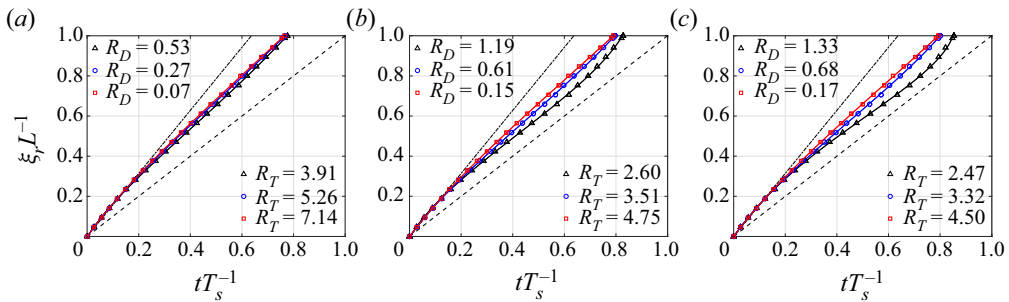 (a) (b) (c)
ξ_r L⁻¹
1.0
0.8
0.6
0.4
0.2
0 0.2 0.4 0.6 0.8 1.0
R_D = 0.53
R_D = 0.27
R_D = 0.07
R_T = 3.91
R_T = 5.26
R_T = 7.14
tT_s⁻¹
1.0
0.8
0.6
0.4
0.2
0 0.2 0.4 0.6 0.8 1.0
R_D = 1.19
R_D = 0.61
R_D = 0.15
R_T = 2.60
R_T = 3.51
R_T = 4.75
tT_s⁻¹
1.0
0.8
0.6
0.4
0.2
0 0.2 0.4 0.6 0.8 1.0
R_D = 1.33
R_D = 0.68
R_D = 0.17
R_T = 2.47
R_T = 3.32
R_T = 4.50
tT_s⁻¹